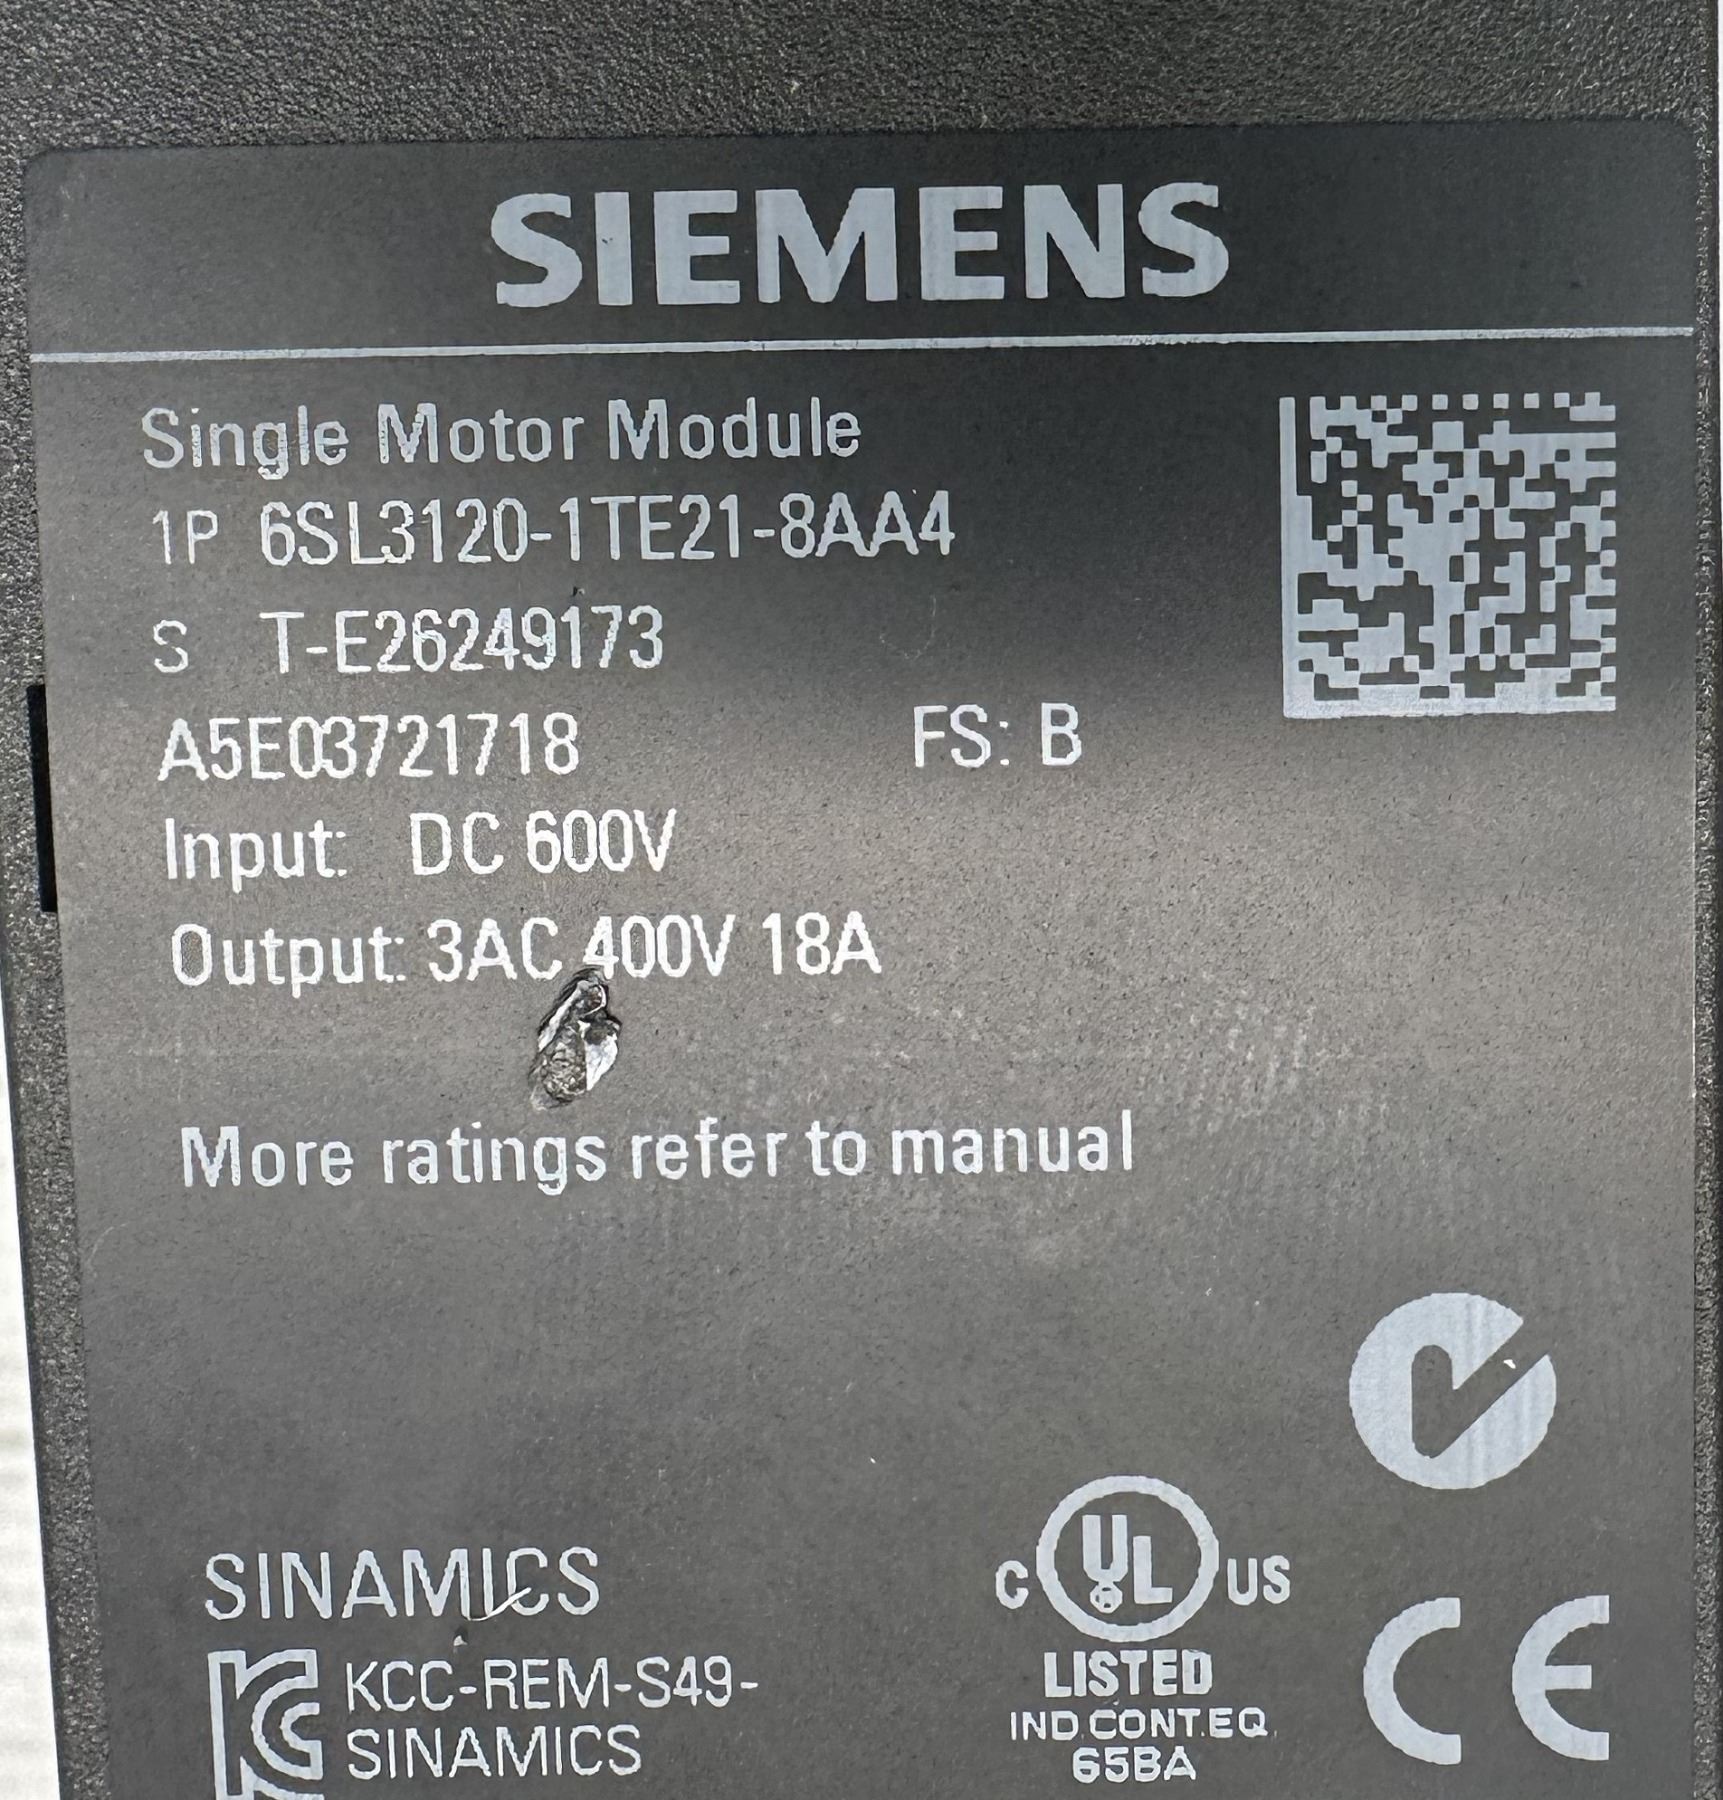 SIEMENS
Single Motor Module
1P 6SL3120-1TE21-8AA4
S T-E26249173
A5E03721718 FS: B
Input: DC 600V
Output: 3AC 400V 18A
More ratings refer to manual
SINAMICS
C UL US
LISTED
IND.CONT.EQ.
65BA
CE
KCC-REM-S49-
SINAMICS